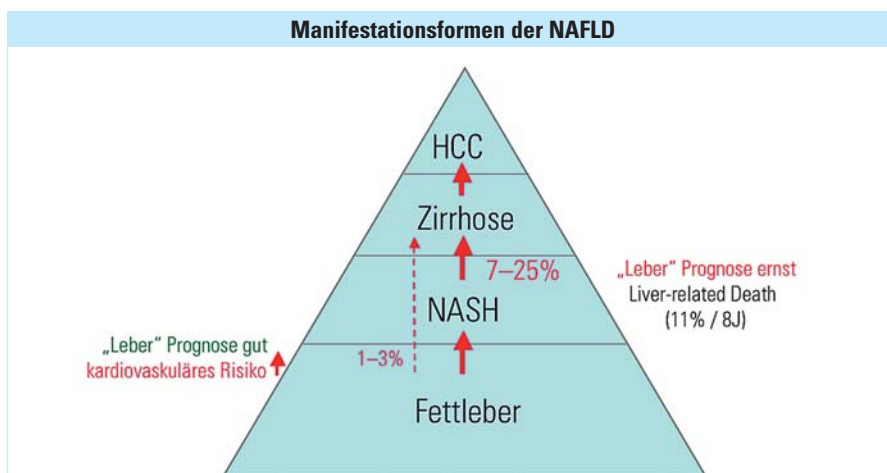 Manifestationsformen der NAFLD
HCC
Zirrhose
7–25%
„Leber“ Prognose ernst
Liver-related Death
(11% / 8J)
NASH
„Leber“ Prognose gut
kardiovaskuläres Risiko
1–3%
Fettleber